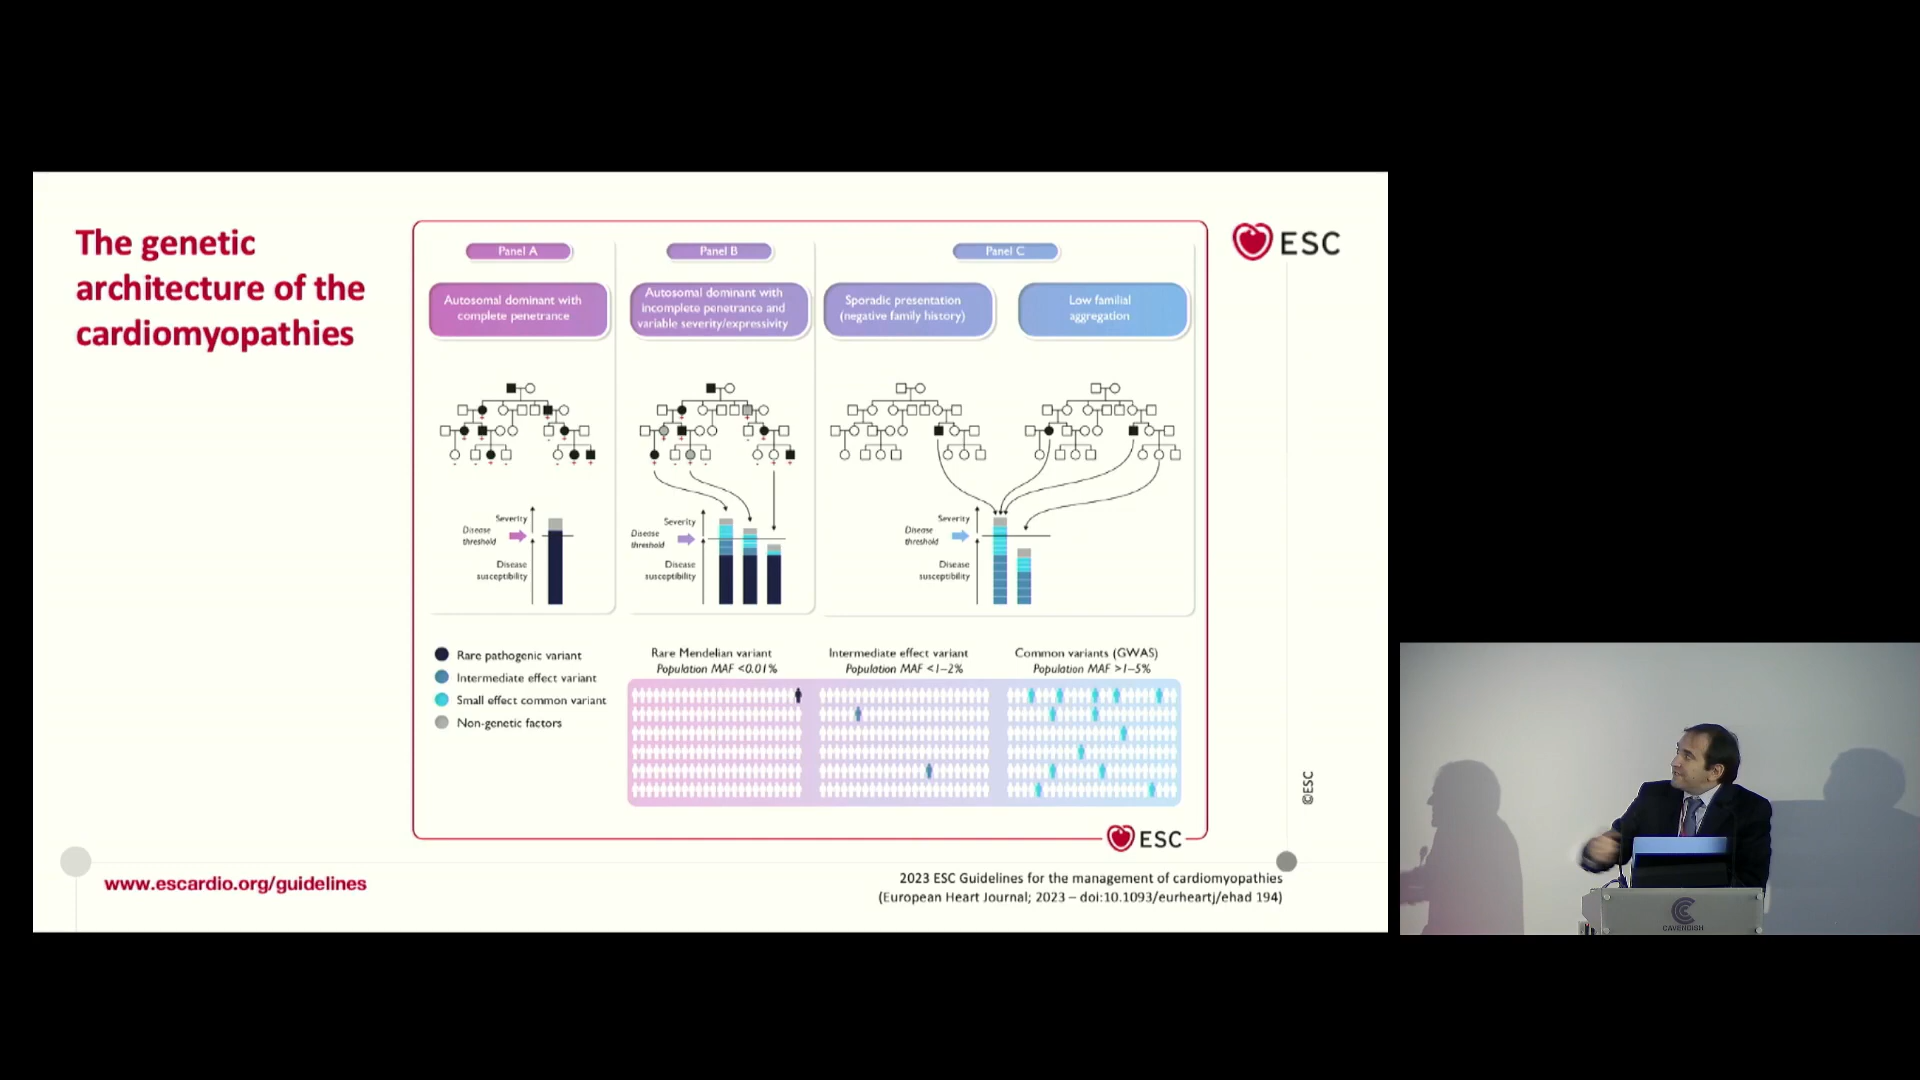 The genetic
architecture of the
cardiomyopathies
ESC
Panel A
Panel B
Panel C
Autosomal dominant with
complete penetrance
Autosomal dominant with
incomplete penetrance and
variable severity/expressivity
Sporadic presentation
(negative family history)
Low familial
aggregation
Severity
Disease
threshold
Disease
susceptibility
Severity
Disease
threshold
Disease
susceptibility
Severity
Disease
threshold
Disease
susceptibility
Rare pathogenic variant
Intermediate effect variant
Small effect common variant
Non-genetic factors
Rare Mendelian variant
Population MAF <0.01%
Intermediate effect variant
Population MAF <1–2%
Common variants (GWAS)
Population MAF >1–5%
©ESC
ESC
www.escardio.org/guidelines
2023 ESC Guidelines for the management of cardiomyopathies
(European Heart Journal; 2023 – doi:10.1093/eurheartj/ehad 194)
CAVENDISH